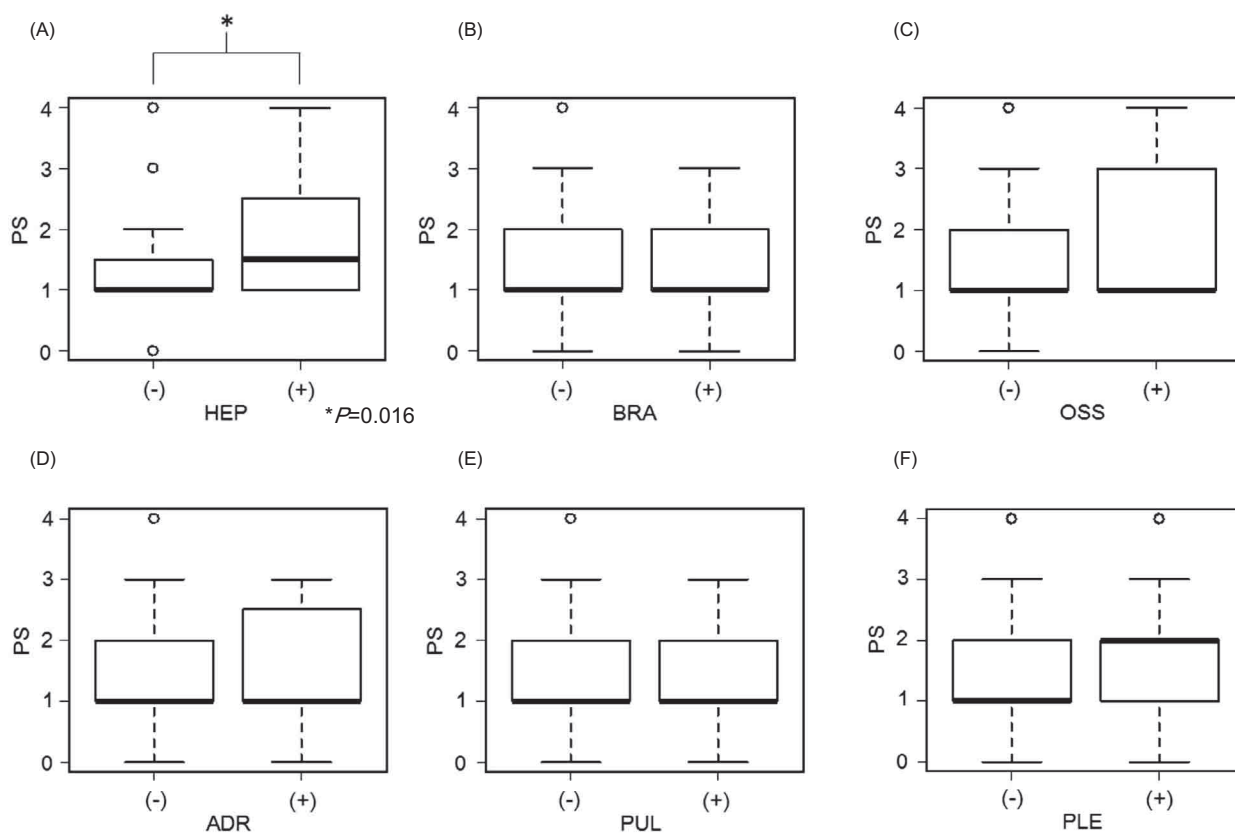 (A)
*
PS
4
3
2
1
0
(-) (+)
HEP
*P=0.016
(B)
PS
4
3
2
1
0
(-) (+)
BRA
(C)
PS
4
3
2
1
0
(-) (+)
OSS
(D)
PS
4
3
2
1
0
(-) (+)
ADR
(E)
PS
4
3
2
1
0
(-) (+)
PUL
(F)
PS
4
3
2
1
0
(-) (+)
PLE